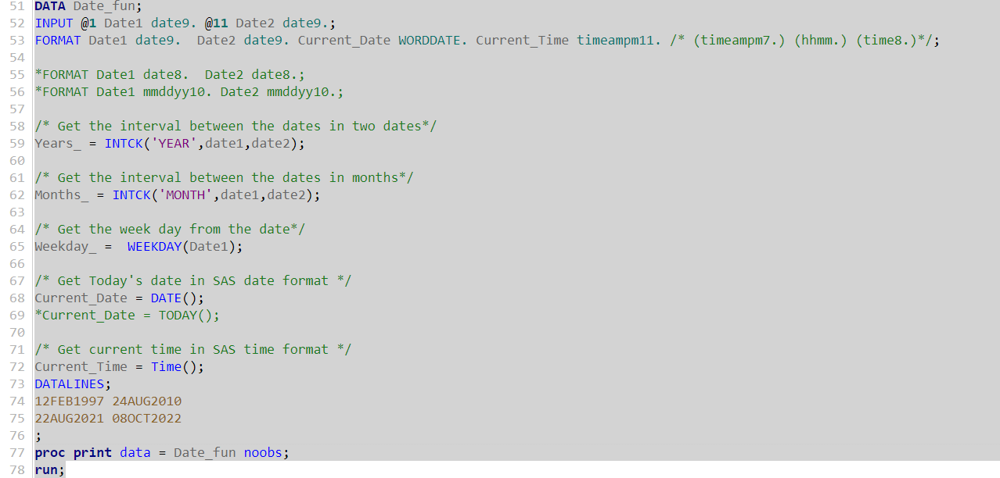 51 DATA Date_fun;
52 INPUT @1 Date1 date9. @11 Date2 date9.;
53 FORMAT Date1 date9.  Date2 date9. Current_Date WORDDATE. Current_Time timeampm11. /* (timeampm7.) (hhmm.) (time8.)*/;
54
55 *FORMAT Date1 date8.  Date2 date8.;
56 *FORMAT Date1 mmddyy10. Date2 mmddyy10.;
57
58 /* Get the interval between the dates in two dates*/
59 Years_ = INTCK('YEAR',date1,date2);
60
61 /* Get the interval between the dates in months*/
62 Months_ = INTCK('MONTH',date1,date2);
63
64 /* Get the week day from the date*/
65 Weekday_ =  WEEKDAY(Date1);
66
67 /* Get Today's date in SAS date format */
68 Current_Date = DATE();
69 *Current_Date = TODAY();
70
71 /* Get current time in SAS time format */
72 Current_Time = Time();
73 DATALINES;
74 12FEB1997 24AUG2010
75 22AUG2021 08OCT2022
76 ;
77 proc print data = Date_fun noobs;
78 run;